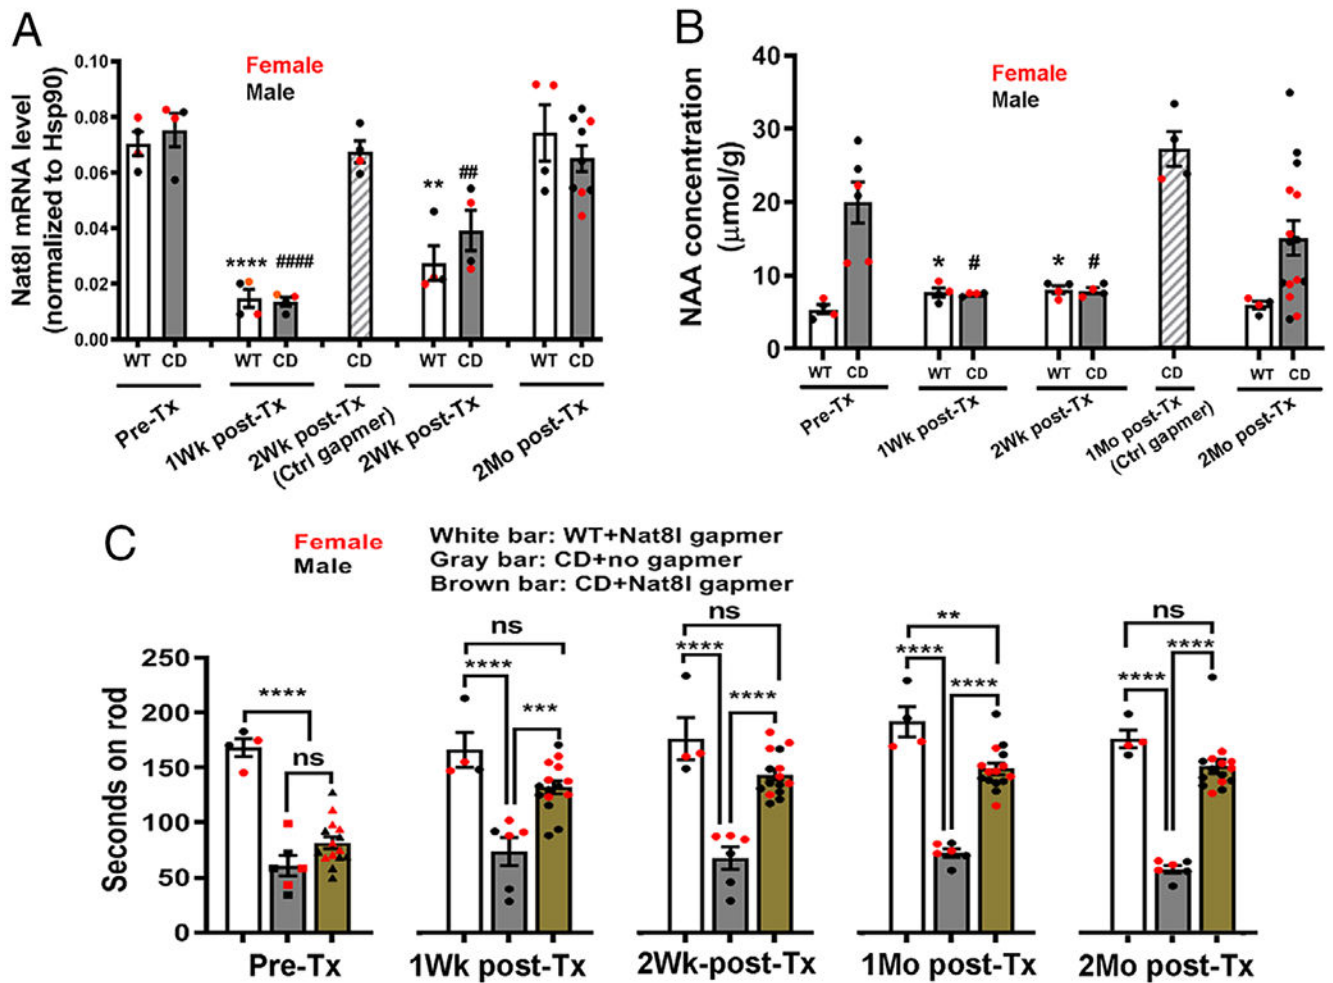 A
Nat8l mRNA level
(normalized to Hsp90)
Female
Male
0.10
0.08
0.06
0.04
0.02
0.00
****
####
**
##
WT CD WT CD CD WT CD WT CD
Pre-Tx
1Wk post-Tx
2Wk post-Tx
(Ctrl gapmer)
2Wk post-Tx
2Mo post-Tx
B
NAA concentration
(μmol/g)
Female
Male
40
30
20
10
0
*
#
*
#
WT CD WT CD WT CD CD WT CD
Pre-Tx
1Wk post-Tx
2Wk post-Tx
1Mo post-Tx
(Ctrl gapmer)
2Mo post-Tx
C
Female
Male
White bar: WT+Nat8l gapmer
Gray bar: CD+no gapmer
Brown bar: CD+Nat8l gapmer
Seconds on rod
250
200
150
100
50
0
****
ns
Pre-Tx
ns
****
***
1Wk post-Tx
ns
****
****
2Wk-post-Tx
**
****
****
1Mo post-Tx
ns
****
****
2Mo post-Tx